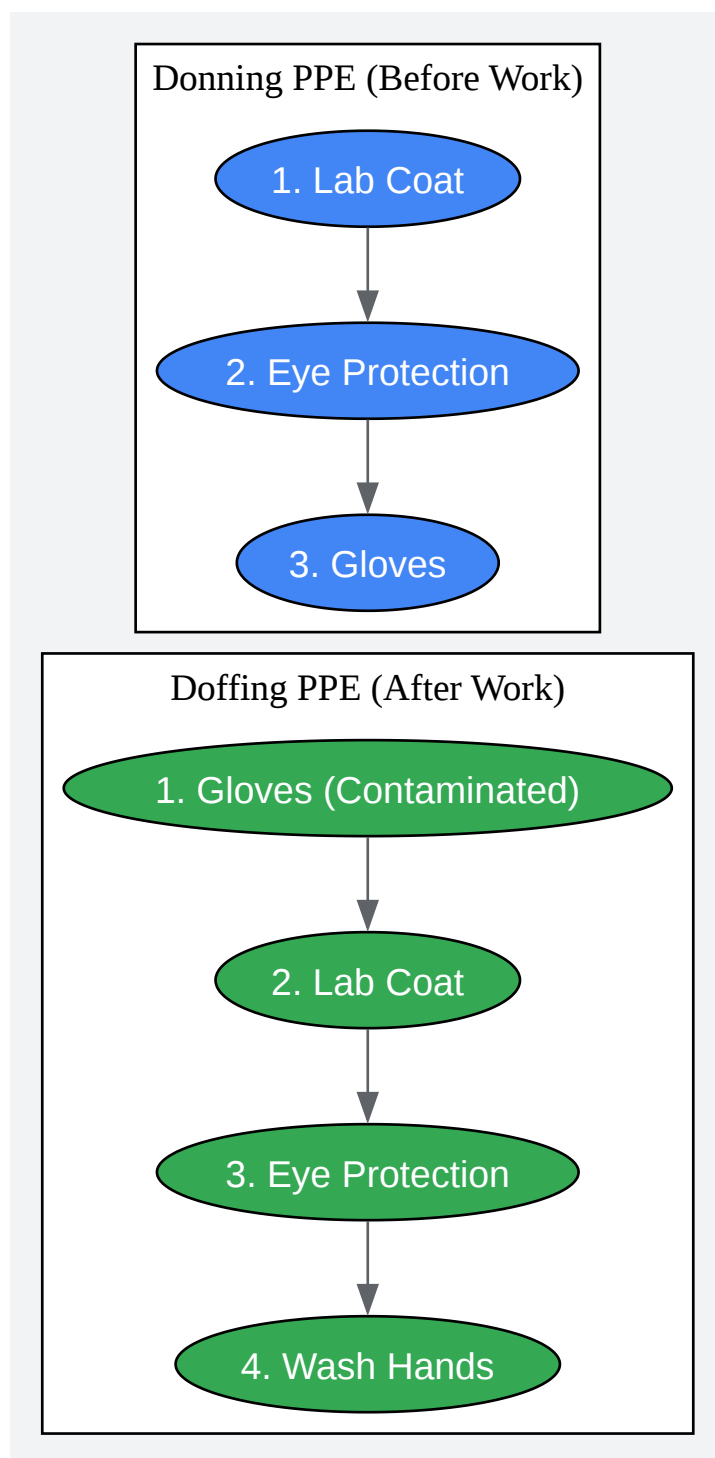 Donning PPE (Before Work)
1. Lab Coat
2. Eye Protection
3. Gloves
Doffing PPE (After Work)
1. Gloves (Contaminated)
2. Lab Coat
3. Eye Protection
4. Wash Hands